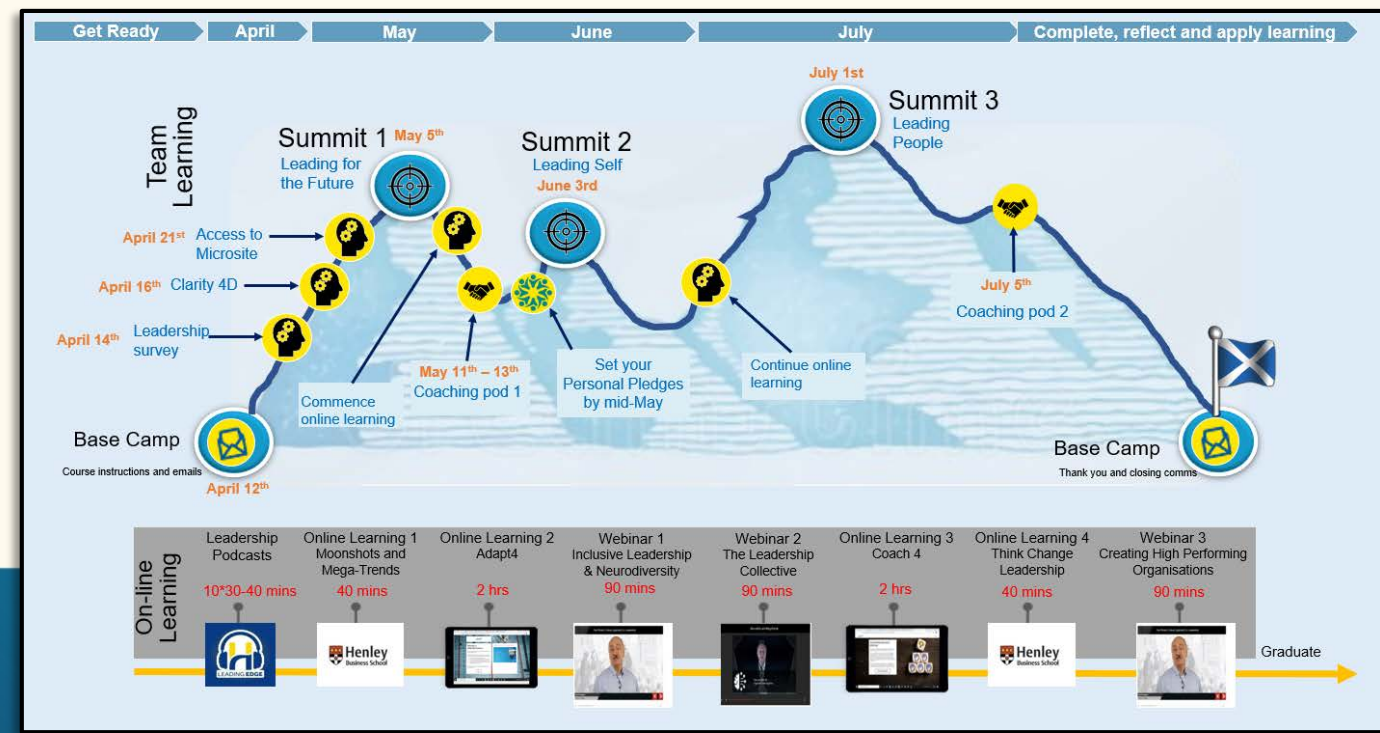 Get Ready
April
May
June
July
Complete, reflect and apply learning
Team
Learning
Summit 1
May 5th
Leading for
the Future
Summit 2
Leading Self
June 3rd
July 1st
Summit 3
Leading
People
April 21st
Access to
Microsite
April 16th
Clarity 4D
April 14th
Leadership
survey
Commence
online learning
May 11th – 13th
Coaching pod 1
Set your
Personal Pledges
by mid-May
Continue online
learning
July 5th
Coaching pod 2
Base Camp
Course instructions and emails
April 12th
Base Camp
Thank you and closing comms
On-line
Learning
Leadership
Podcasts
10*30-40 mins
LEADING EDGE
Online Learning 1
Moonshots and
Mega-Trends
40 mins
Henley
Business School
Online Learning 2
Adapt4
2 hrs
Webinar 1
Inclusive Leadership
& Neurodiversity
90 mins
Webinar 2
The Leadership
Collective
90 mins
Online Learning 3
Coach 4
2 hrs
Online Learning 4
Think Change
Leadership
40 mins
Henley
Business School
Webinar 3
Creating High Performing
Organisations
90 mins
Graduate